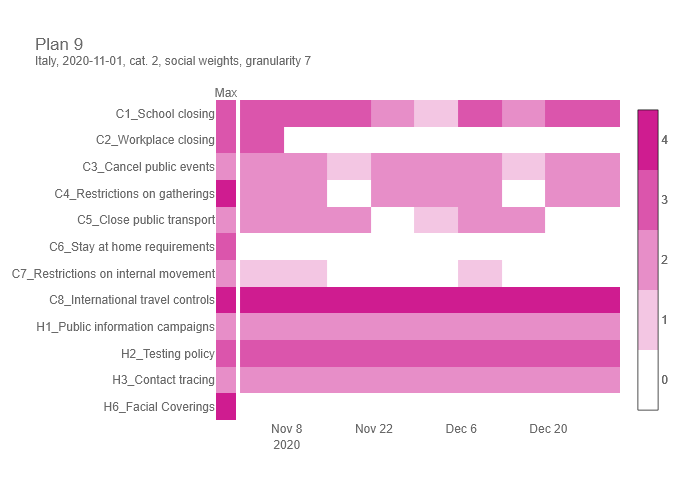 Plan 9
Italy, 2020-11-01, cat. 2, social weights, granularity 7
Max
C1_School closing
C2_Workplace closing
C3_Cancel public events
C4_Restrictions on gatherings
C5_Close public transport
C6_Stay at home requirements
C7_Restrictions on internal movement
C8_International travel controls
H1_Public information campaigns
H2_Testing policy
H3_Contact tracing
H6_Facial Coverings
4
3
2
1
0
Nov 8 Nov 22 Dec 6 Dec 20
2020